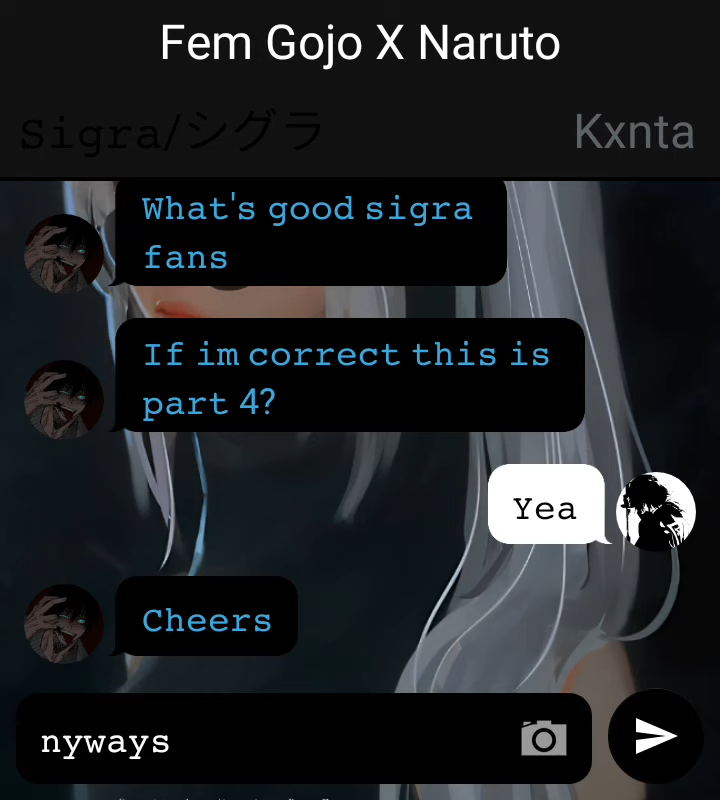 Fem Gojo X Naruto
Sigra/シグラ
Kxnta
What's good sigra
fans
If im correct this is
part 4?
Yea
Cheers
nyways